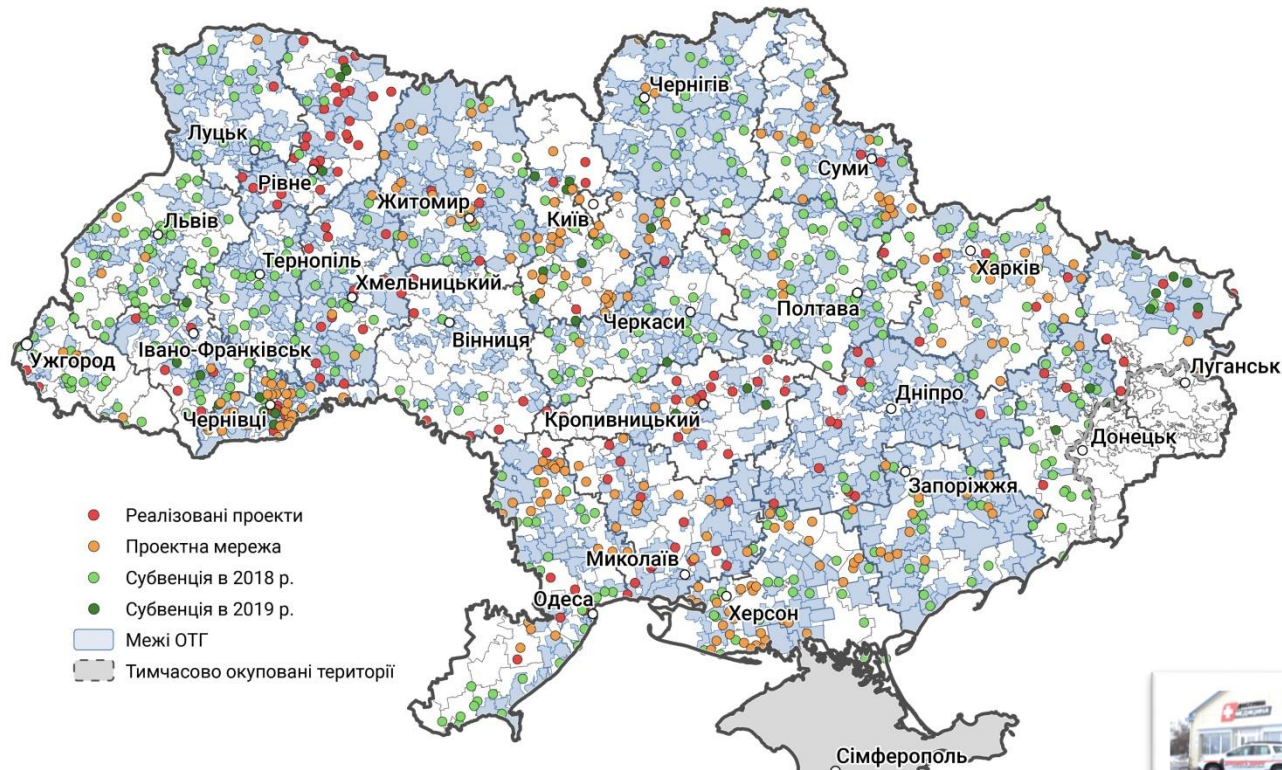 Чернігів
Луцьк
Суми
Рівне
Житомир
Київ
Львів
Харків
Тернопіль
Хмельницький
Полтава
Черкаси
Вінниця
Івано-Франківськ
Ужгород
Луганськ
Дніпро
Чернівці
Кропивницький
Донецьк
Запоріжжя
Реалізовані проекти
Проектна мережа
Миколаїв
Субвенція в 2018 р.
Одеса
Субвенція в 2019 р.
Херсон
Межі ОТГ
Тимчасово окуповані території
Сімферополь